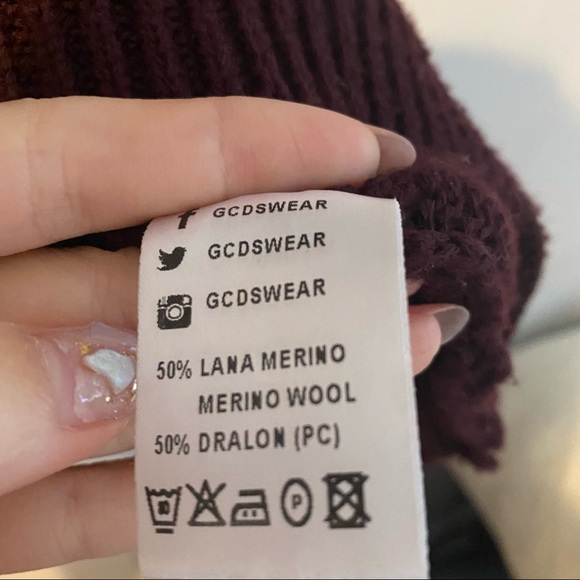 GCDSWEAR
GCDSWEAR
GCDSWEAR
50% LANA MERINO
MERINO WOOL
50% DRALON (PC)
P